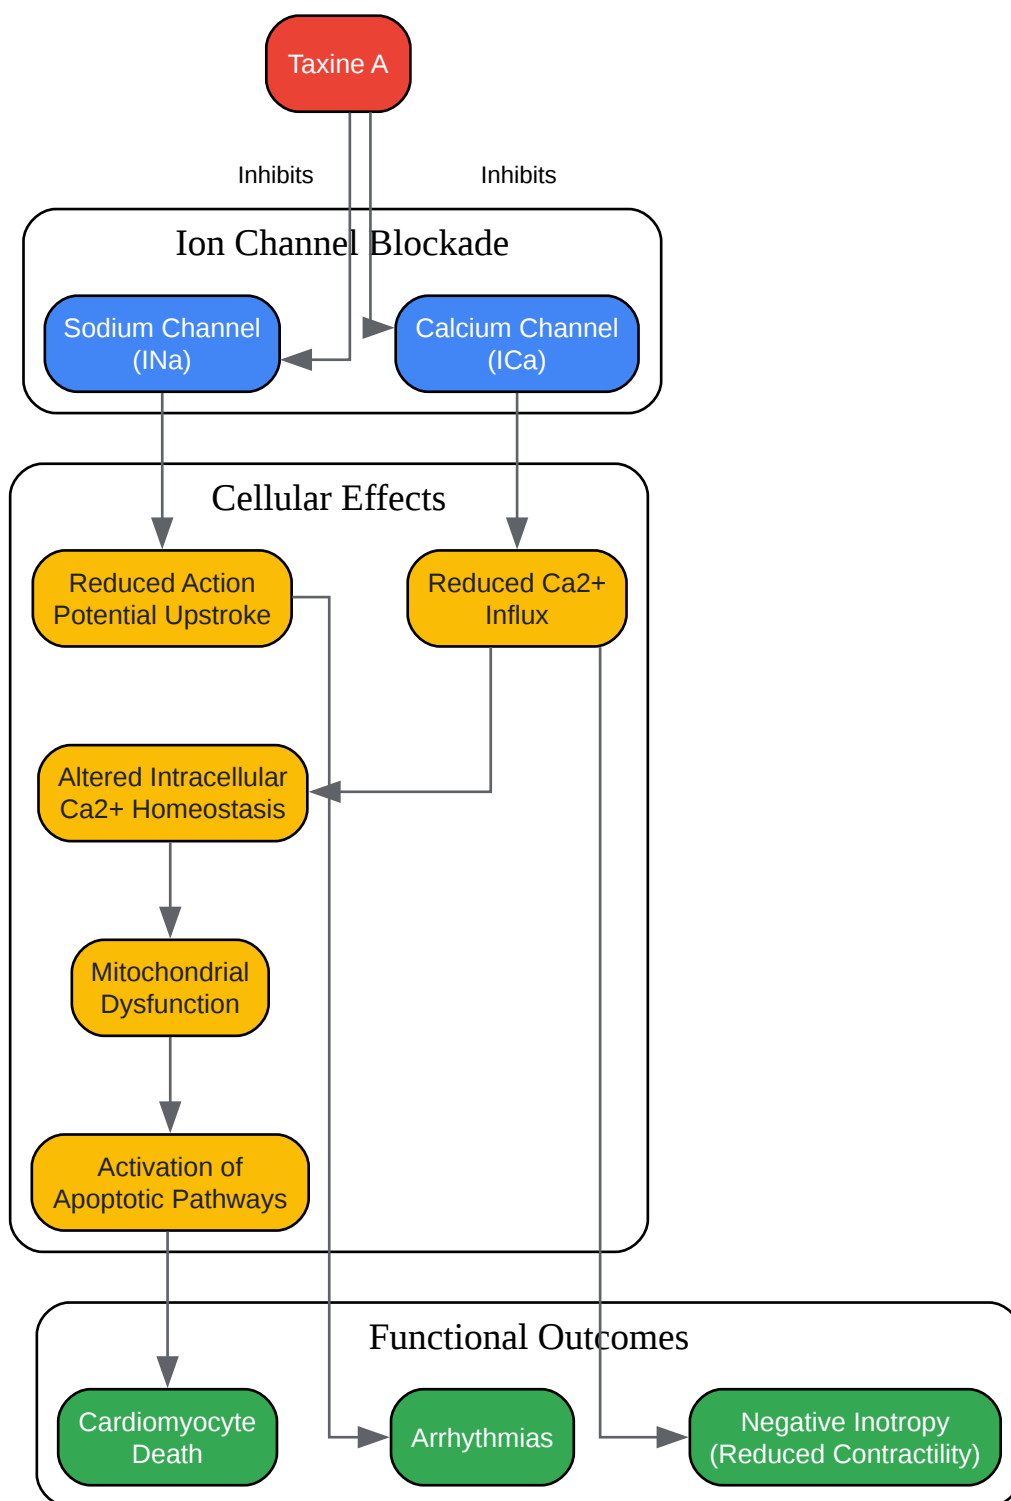 Taxine A
Inhibits
Inhibits
Ion Channel Blockade
Sodium Channel
(INa)
Calcium Channel
(ICa)
Cellular Effects
Reduced Action
Potential Upstroke
Reduced Ca2+
Influx
Altered Intracellular
Ca2+ Homeostasis
Mitochondrial
Dysfunction
Activation of
Apoptotic Pathways
Functional Outcomes
Cardiomyocyte
Death
Arrhythmias
Negative Inotropy
(Reduced Contractility)